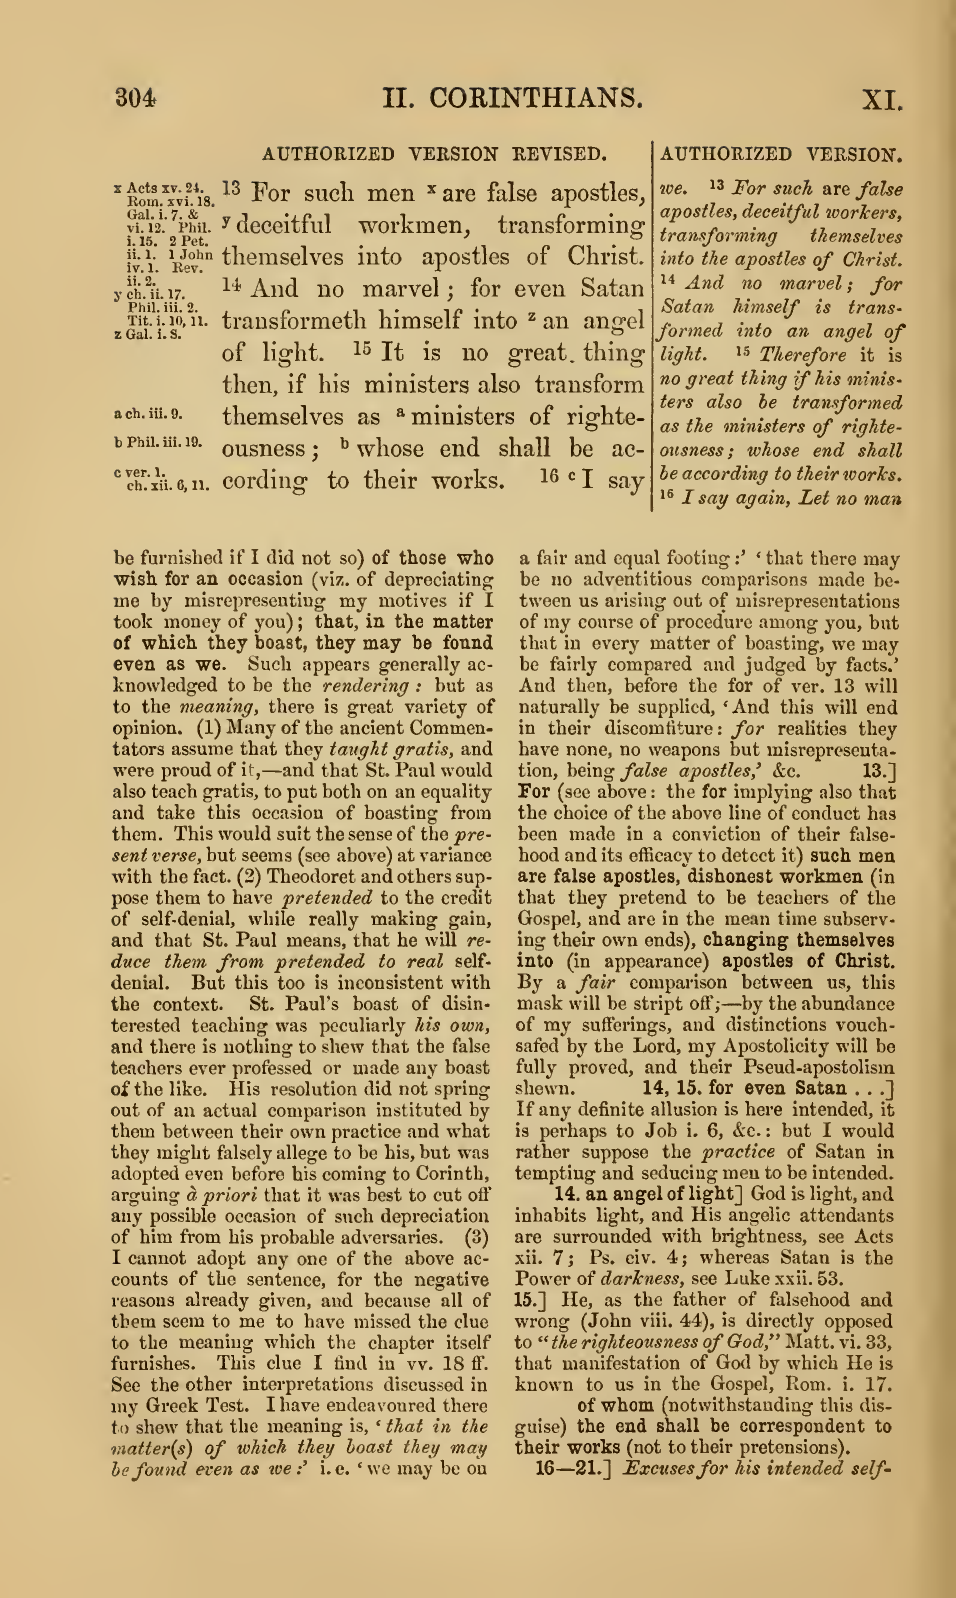 304 II. CORINTHIANS. XI.
AUTHORIZED VERSION REVISED.
x Acts xv. 24.
Rom. xvi. 18.
Gal. i. 7. &
vi. 12. Phil.
i. 15. 2 Pet.
ii. 1. 1 John
iv. 1. Rev.
ii. 2.
y ch. ii. 17.
Phil. iii. 2.
Tit. i. 10, 11.
z Gal. i. 8.
a ch. iii. 9.
b Phil. iii. 19.
c ver. 1.
ch. xii. 6, 11.
13 For such men x are false apostles,
y deceitful workmen, transforming
themselves into apostles of Christ.
14 And no marvel; for even Satan
transformeth himself into z an angel
of light. 15 It is no great thing
then, if his ministers also transform
themselves as a ministers of righte-
ousness; b whose end shall be ac-
cording to their works. 16 c I say
AUTHORIZED VERSION.
we. 13 For such are false
apostles, deceitful workers,
transforming themselves
into the apostles of Christ.
14 And no marvel; for
Satan himself is trans-
formed into an angel of
light. 15 Therefore it is
no great thing if his minis-
ters also be transformed
as the ministers of righte-
ousness; whose end shall
be according to their works.
16 I say again, Let no man
be furnished if I did not so) of those who
wish for an occasion (viz. of depreciating
me by misrepresenting my motives if I
took money of you); that, in the matter
of which they boast, they may be found
even as we. Such appears generally ac-
knowledged to be the rendering: but as
to the meaning, there is great variety of
opinion. (1) Many of the ancient Commen-
tators assume that they taught gratis, and
were proud of it,—and that St. Paul would
also teach gratis, to put both on an equality
and take this occasion of boasting from
them. This would suit the sense of the pre-
sent verse, but seems (see above) at variance
with the fact. (2) Theodoret and others sup-
pose them to have pretended to the credit
of self-denial, while really making gain,
and that St. Paul means, that he will re-
duce them from pretended to real self-
denial. But this too is inconsistent with
the context. St. Paul's boast of disin-
terested teaching was peculiarly his own,
and there is nothing to shew that the false
teachers ever professed or made any boast
of the like. His resolution did not spring
out of an actual comparison instituted by
them between their own practice and what
they might falsely allege to be his, but was
adopted even before his coming to Corinth,
arguing à priori that it was best to cut off
any possible occasion of such depreciation
of him from his probable adversaries. (3)
I cannot adopt any one of the above ac-
counts of the sentence, for the negative
reasons already given, and because all of
them seem to me to have missed the clue
to the meaning which the chapter itself
furnishes. This clue I find in vv. 18 ff.
See the other interpretations discussed in
my Greek Test. I have endeavoured there
to shew that the meaning is, 'that in the
matter(s) of which they boast they may
be found even as we:' i. e. 'we may be on
a fair and equal footing:' 'that there may
be no adventitious comparisons made be-
tween us arising out of misrepresentations
of my course of procedure among you, but
that in every matter of boasting, we may
be fairly compared and judged by facts.'
And then, before the for of ver. 13 will
naturally be supplied, 'And this will end
in their discomfiture: for realities they
have none, no weapons but misrepresenta-
tion, being false apostles,' &c. 13.]
For (see above: the for implying also that
the choice of the above line of conduct has
been made in a conviction of their false-
hood and its efficacy to detect it) such men
are false apostles, dishonest workmen (in
that they pretend to be teachers of the
Gospel, and are in the mean time subserv-
ing their own ends), changing themselves
into (in appearance) apostles of Christ.
By a fair comparison between us, this
mask will be stript off;—by the abundance
of my sufferings, and distinctions vouch-
safed by the Lord, my Apostolicity will be
fully proved, and their Pseud-apostolism
shewn. 14, 15. for even Satan . . .]
If any definite allusion is here intended, it
is perhaps to Job i. 6, &c.: but I would
rather suppose the practice of Satan in
tempting and seducing men to be intended.
14. an angel of light] God is light, and
inhabits light, and His angelic attendants
are surrounded with brightness, see Acts
xii. 7; Ps. civ. 4; whereas Satan is the
Power of darkness, see Luke xxii. 53.
15.] He, as the father of falsehood and
wrong (John viii. 44), is directly opposed
to "the righteousness of God," Matt. vi. 33,
that manifestation of God by which He is
known to us in the Gospel, Rom. i. 17.
of whom (notwithstanding this dis-
guise) the end shall be correspondent to
their works (not to their pretensions).
16—21.] Excuses for his intended self-